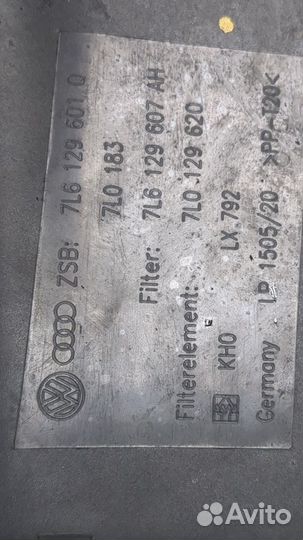 ZSB: 7L6 129 601 Q
7L0 183
Filter: 7L6 129 607 AH
Filterelement: 7L0 129 620
KHO LX 792
Germany LP 1505/20 >PP-T20<
Avito